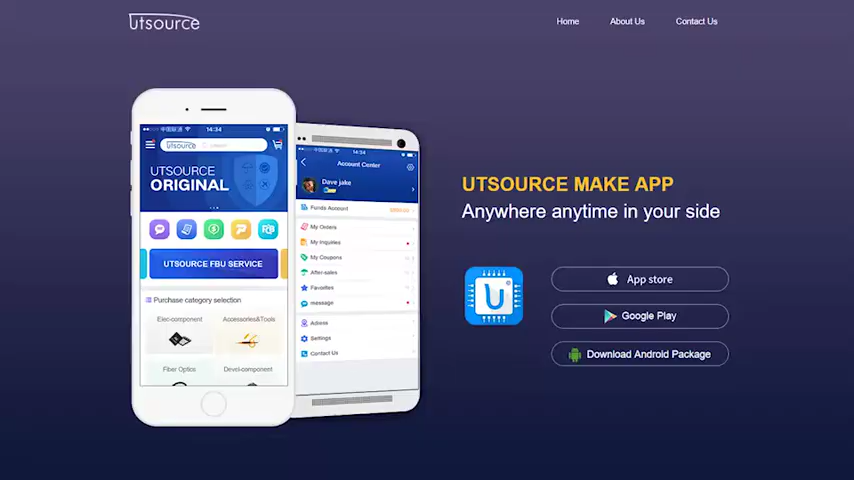 Utsource
Home
About Us
Contact Us
14:34
Utsource
UTSOURCE
ORIGINAL
UTSOURCE FBU SERVICE
Purchase category selection
Elec-component
Accessories&Tools
Fiber Optics
Devel-component
14:34
Account Center
Dave jake
Funds Account
My Orders
My Inquiries
My Coupons
After-sales
Favorites
message
Adress
Settings
Contact Us
UTSOURCE MAKE APP
Anywhere anytime in your side
U
App store
Google Play
Download Android Package